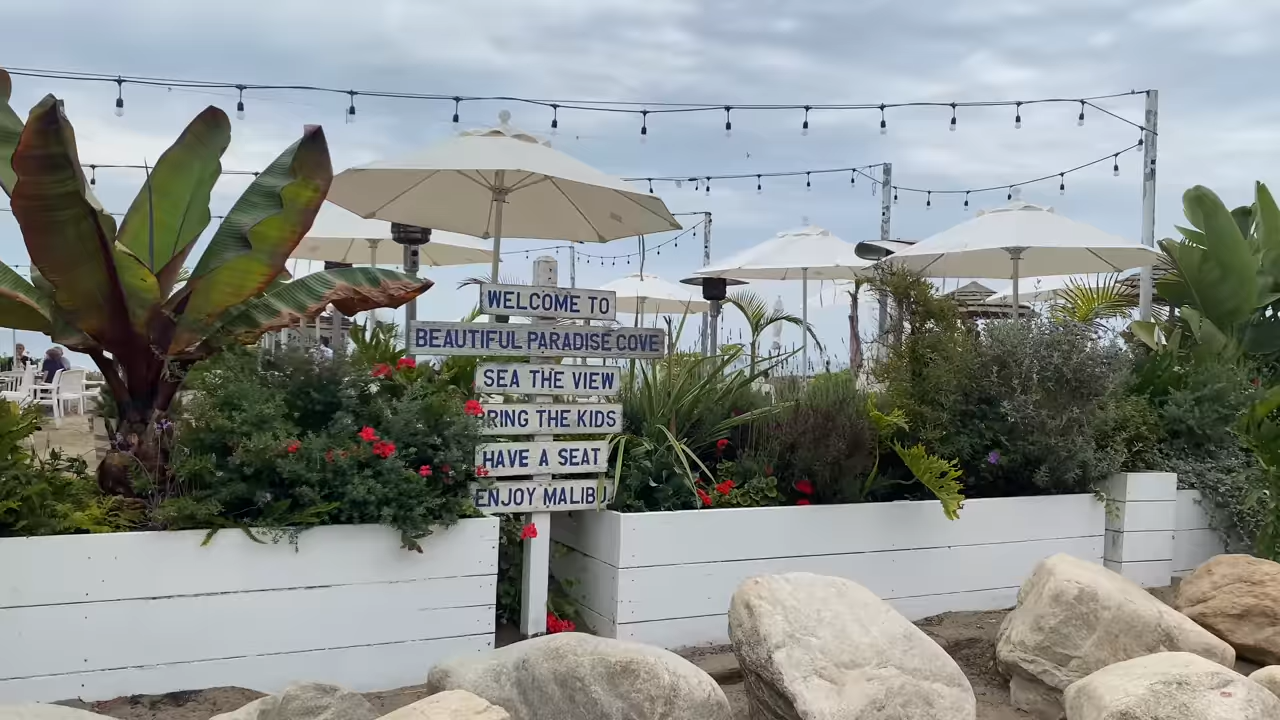 WELCOME TO
BEAUTIFUL PARADISE COVE
SEA THE VIEW
BRING THE KIDS
HAVE A SEAT
ENJOY MALIBU